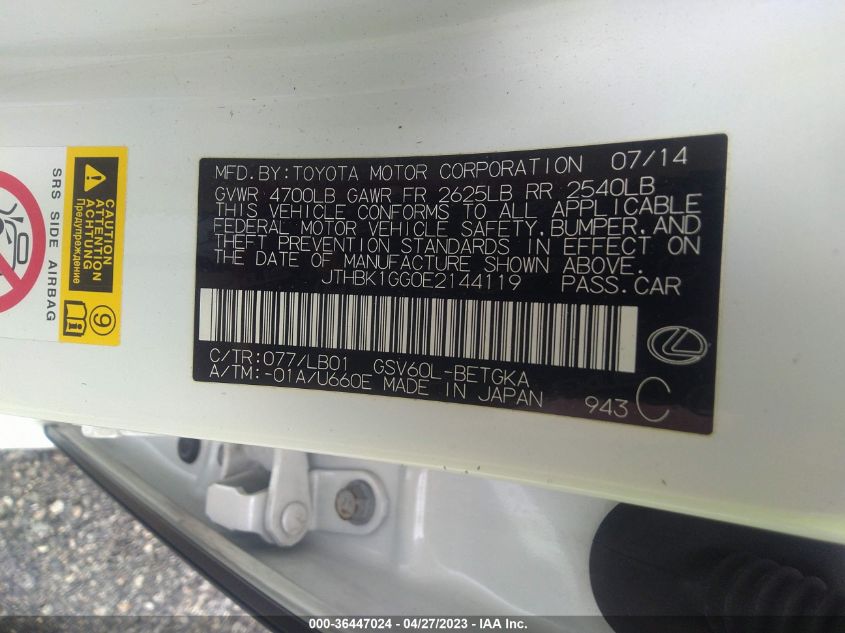 MFD. BY: TOYOTA MOTOR CORPORATION 07/14
GVWR 4700LB GAWR FR 2625LB RR 2540LB
THIS VEHICLE CONFORMS TO ALL APPLICABLE
FEDERAL MOTOR VEHICLE SAFETY, BUMPER, AND
THEFT PREVENTION STANDARDS IN EFFECT ON
THE DATE OF MANUFACTURE SHOWN ABOVE.
JTHBK1GG0E2144119 PASS.CAR
C/TR:077/LB01 GSV60L-BETGKA
A/TM:-01A/U660E MADE IN JAPAN
943 C
SRS SIDE AIRBAG
CAUTION
ATTENTION
ACHTUNG
Предупреждение
9
000-36447024 / 04/27/2023 - IAA Inc.